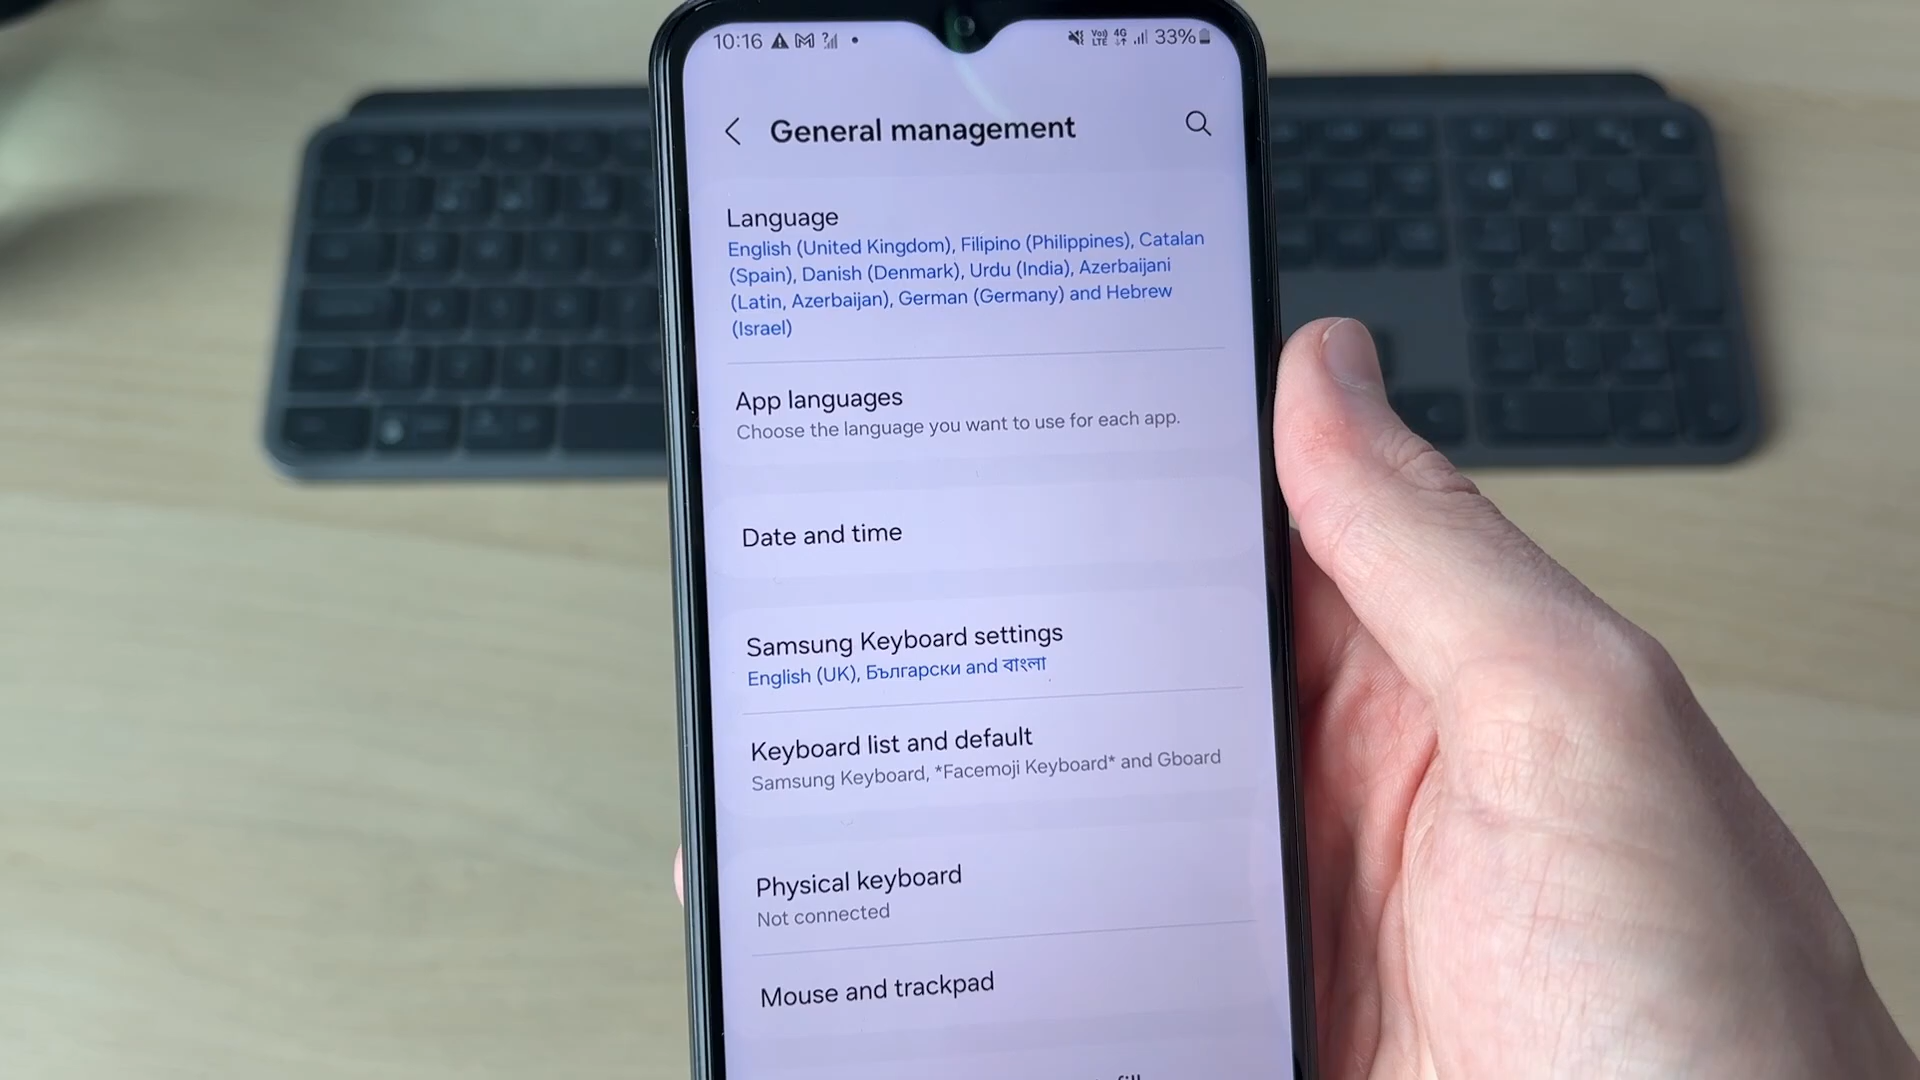 10:16
VoLTE 4G 33%
General management
Language
English (United Kingdom), Filipino (Philippines), Catalan
(Spain), Danish (Denmark), Urdu (India), Azerbaijani
(Latin, Azerbaijan), German (Germany) and Hebrew
(Israel)
App languages
Choose the language you want to use for each app.
Date and time
Samsung Keyboard settings
English (UK), Български and বাংলা
Keyboard list and default
Samsung Keyboard, *Facemoji Keyboard* and Gboard
Physical keyboard
Not connected
Mouse and trackpad